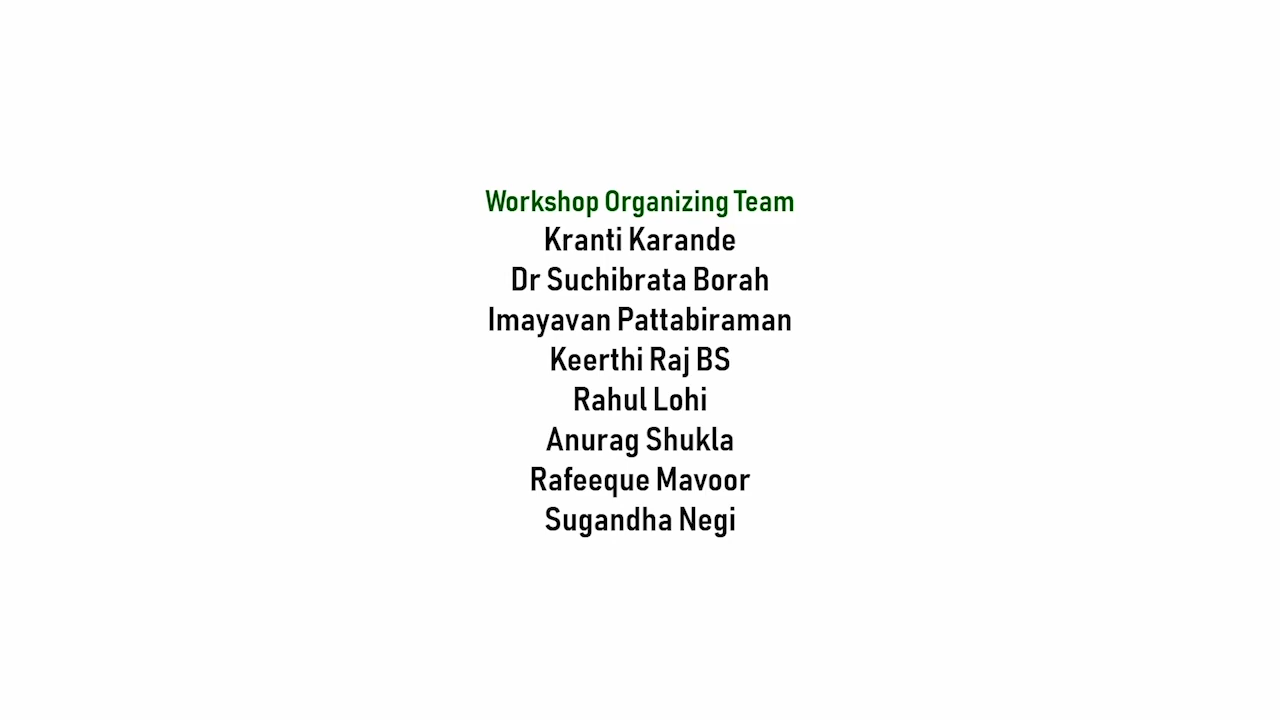 Workshop Organizing Team
Kranti Karande
Dr Suchibrata Borah
Imayavan Pattabiraman
Keerthi Raj BS
Rahul Lohi
Anurag Shukla
Rafeeque Mavoor
Sugandha Negi